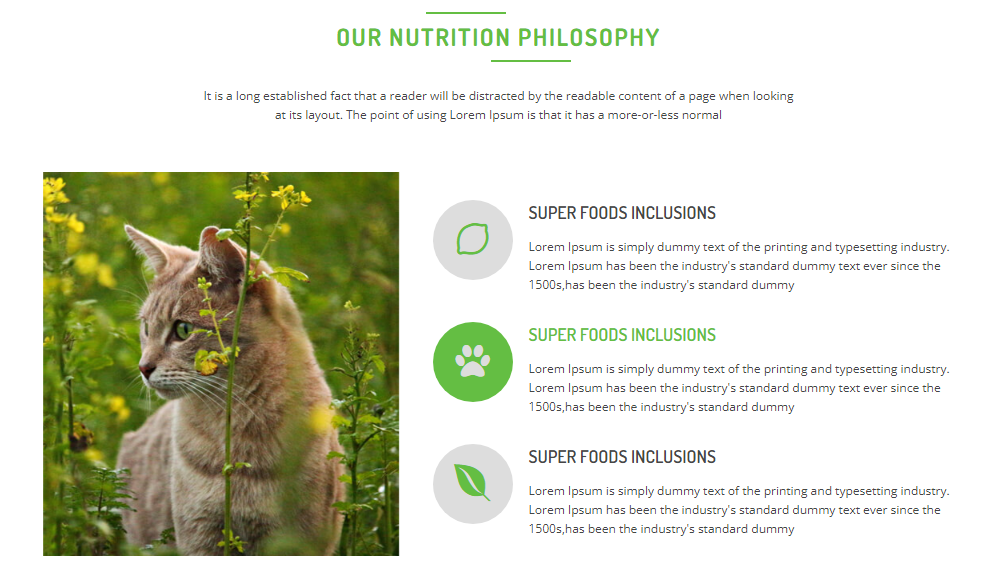 OUR NUTRITION PHILOSOPHY
It is a long established fact that a reader will be distracted by the readable content of a page when looking
at its layout. The point of using Lorem Ipsum is that it has a more-or-less normal
SUPER FOODS INCLUSIONS
Lorem Ipsum is simply dummy text of the printing and typesetting industry.
Lorem Ipsum has been the industry's standard dummy text ever since the
1500s,has been the industry's standard dummy
SUPER FOODS INCLUSIONS
Lorem Ipsum is simply dummy text of the printing and typesetting industry.
Lorem Ipsum has been the industry's standard dummy text ever since the
1500s,has been the industry's standard dummy
SUPER FOODS INCLUSIONS
Lorem Ipsum is simply dummy text of the printing and typesetting industry.
Lorem Ipsum has been the industry's standard dummy text ever since the
1500s,has been the industry's standard dummy